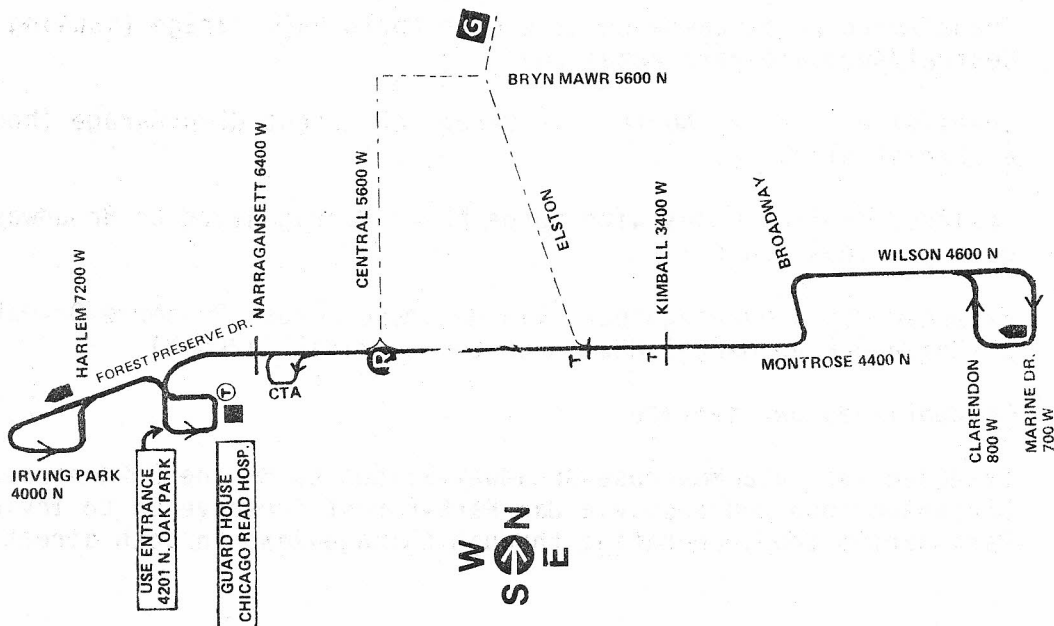 G
BRYN MAWR 5600 N
HARLEM 7200 W
FOREST PRESERVE DR.
NARRAGANSETT 6400 W
CENTRAL 5600 W
ELSTON
KIMBALL 3400 W
BROADWAY
WILSON 4600 N
T
CTA
R
T
T
MONTROSE 4400 N
IRVING PARK
4000 N
USE ENTRANCE
4201 N. OAK PARK
GUARD HOUSE
CHICAGO READ HOSP.
CLARENDON
800 W
MARINE DR.
700 W
W
S
N
E